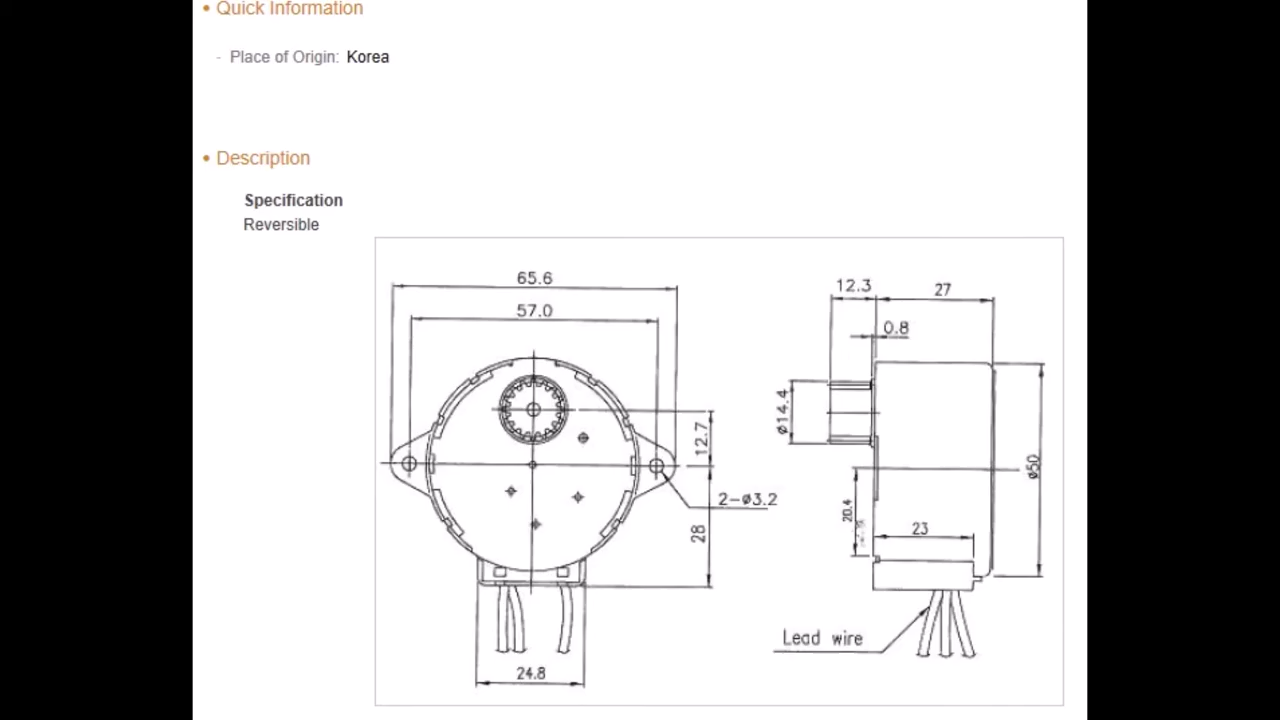 • Quick Information
- Place of Origin: Korea
• Description
Specification
Reversible
65.6
57.0
12.3
27
0.8
ø14.4
12.7
ø50
2-ø3.2
20.4
28
23
Lead wire
24.8